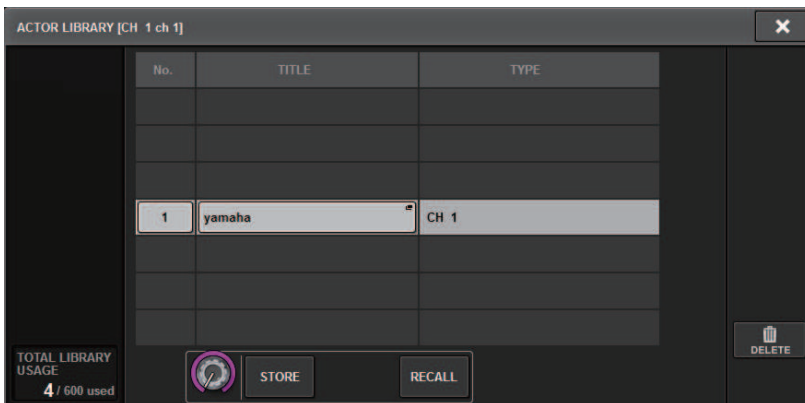 ACTOR LIBRARY [CH 1 ch 1]
No. TITLE TYPE
1 yamaha CH 1
DELETE
TOTAL LIBRARY
USAGE
4 / 600 used
STORE RECALL